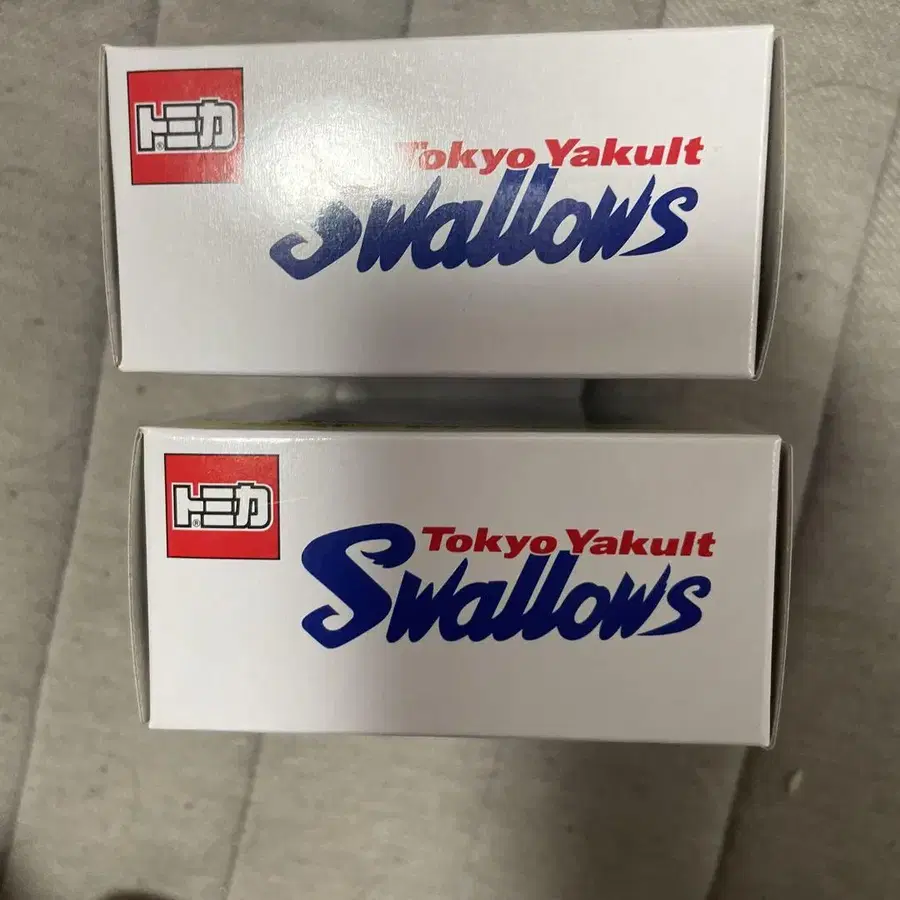 トミカ®
Tokyo Yakult
Swallows
トミカ®
Tokyo Yakult
Swallows